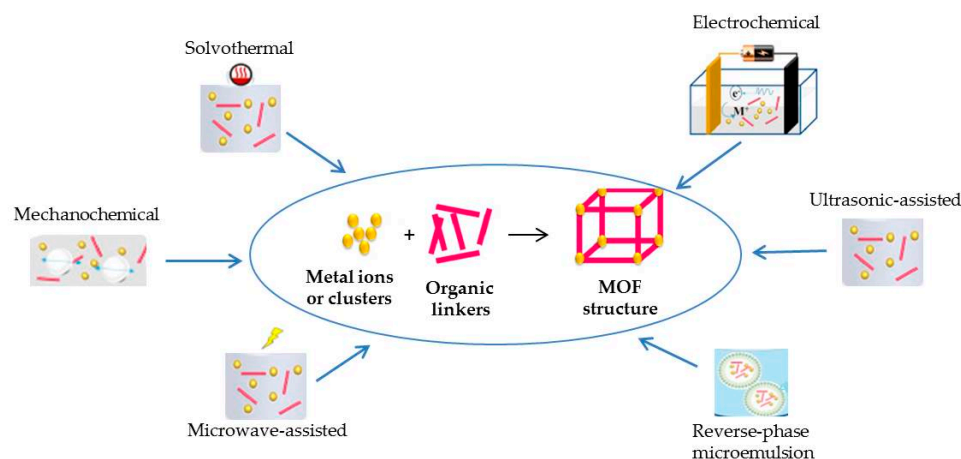 Electrochemical
Solvothermal
e⁻
M⁺
Mechanochemical
Ultrasonic-assisted
+
Metal ions
or clusters
Organic
linkers
MOF
structure
Microwave-assisted
Reverse-phase
microemulsion